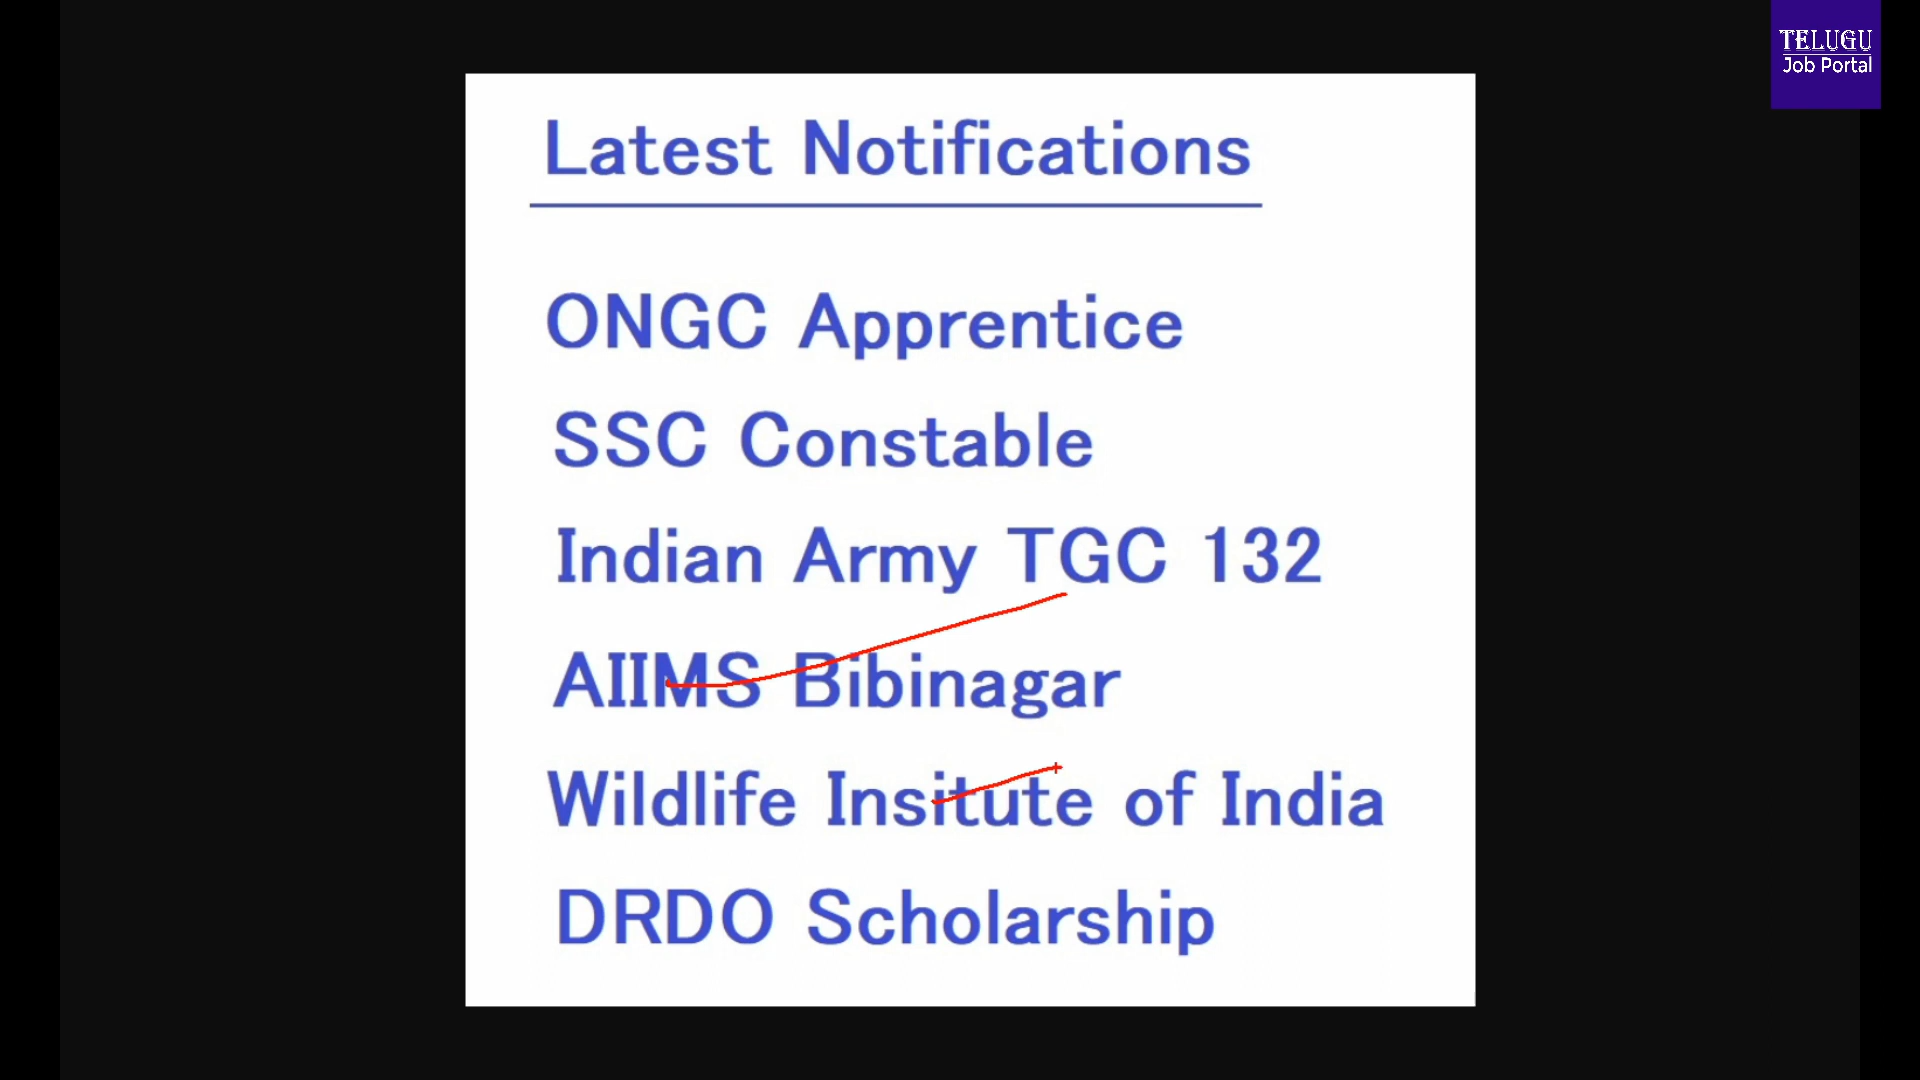 TELUGU
Job Portal
Latest Notifications
ONGC Apprentice
SSC Constable
Indian Army TGC 132
AIIMS Bibinagar
Wildlife Insitute of India
DRDO Scholarship